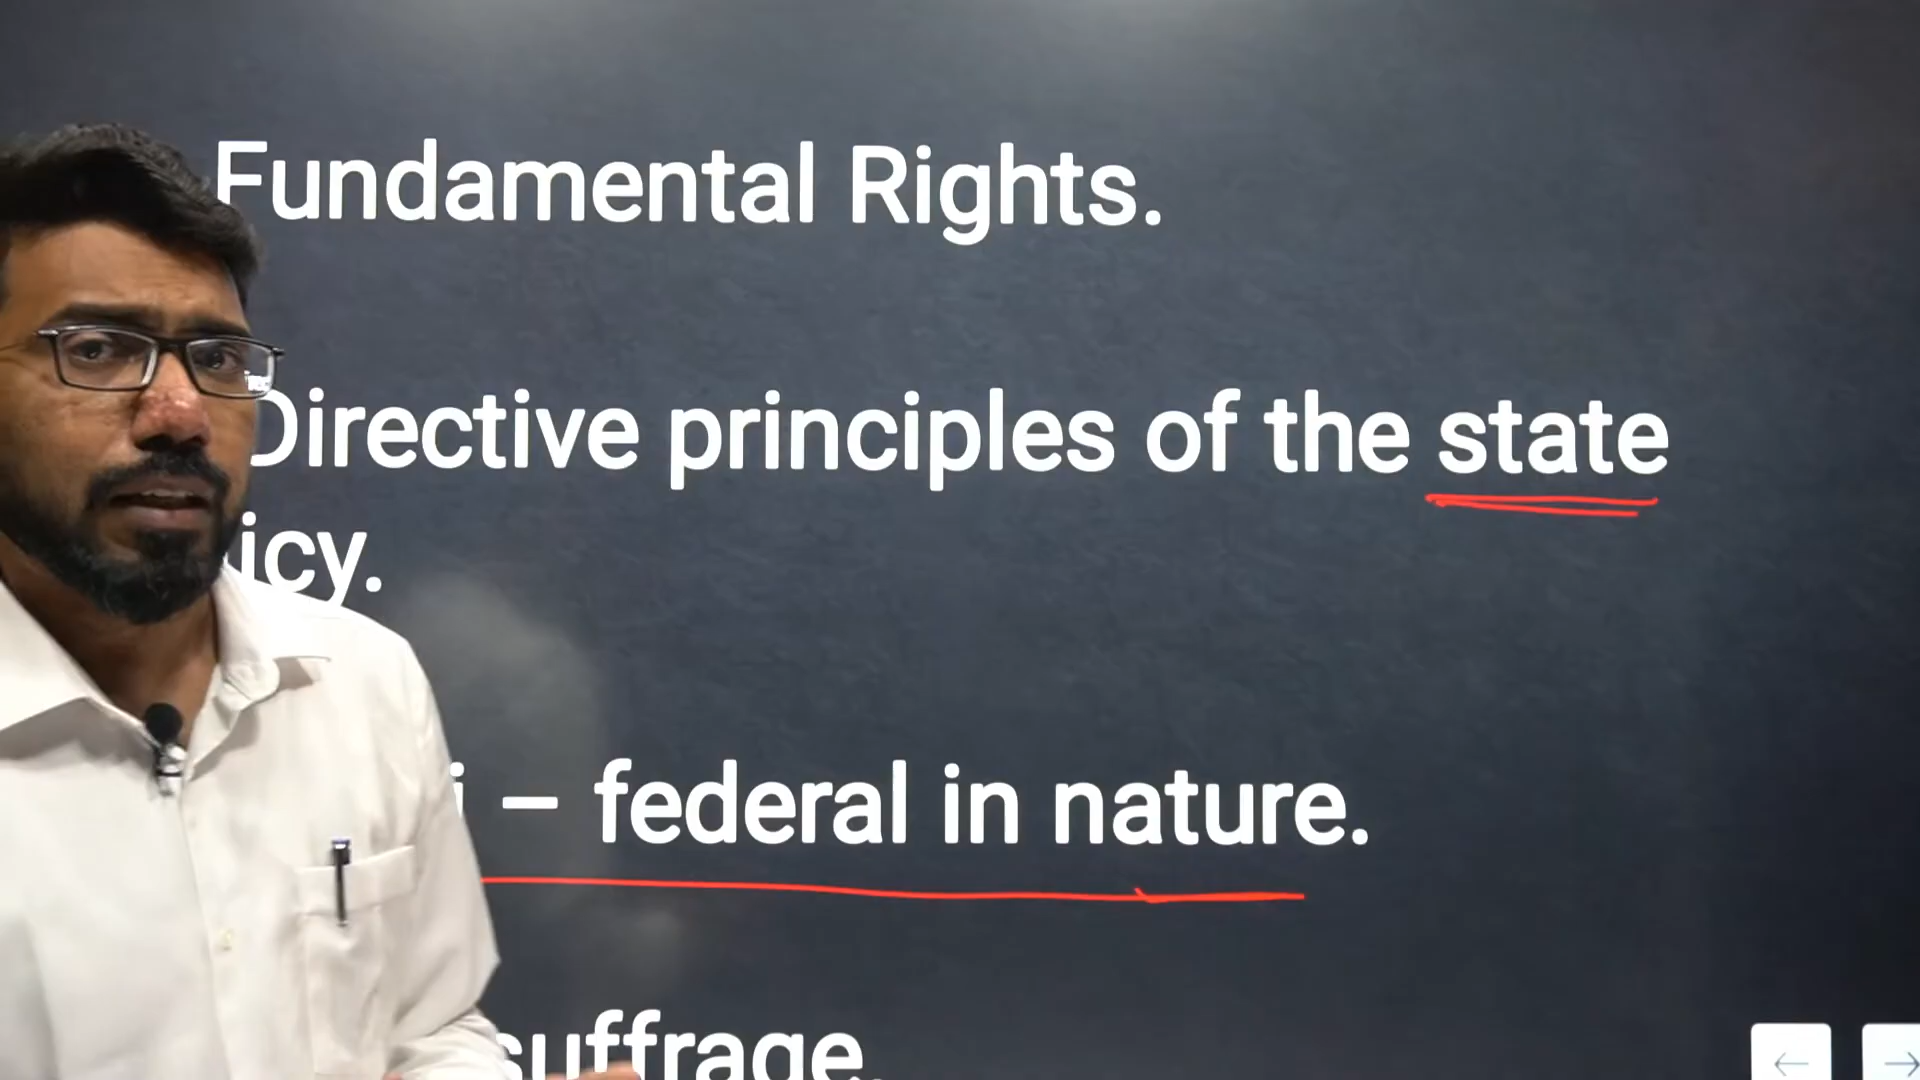 Fundamental Rights.
Directive principles of the state
icy.
i – federal in nature.
suffrage.